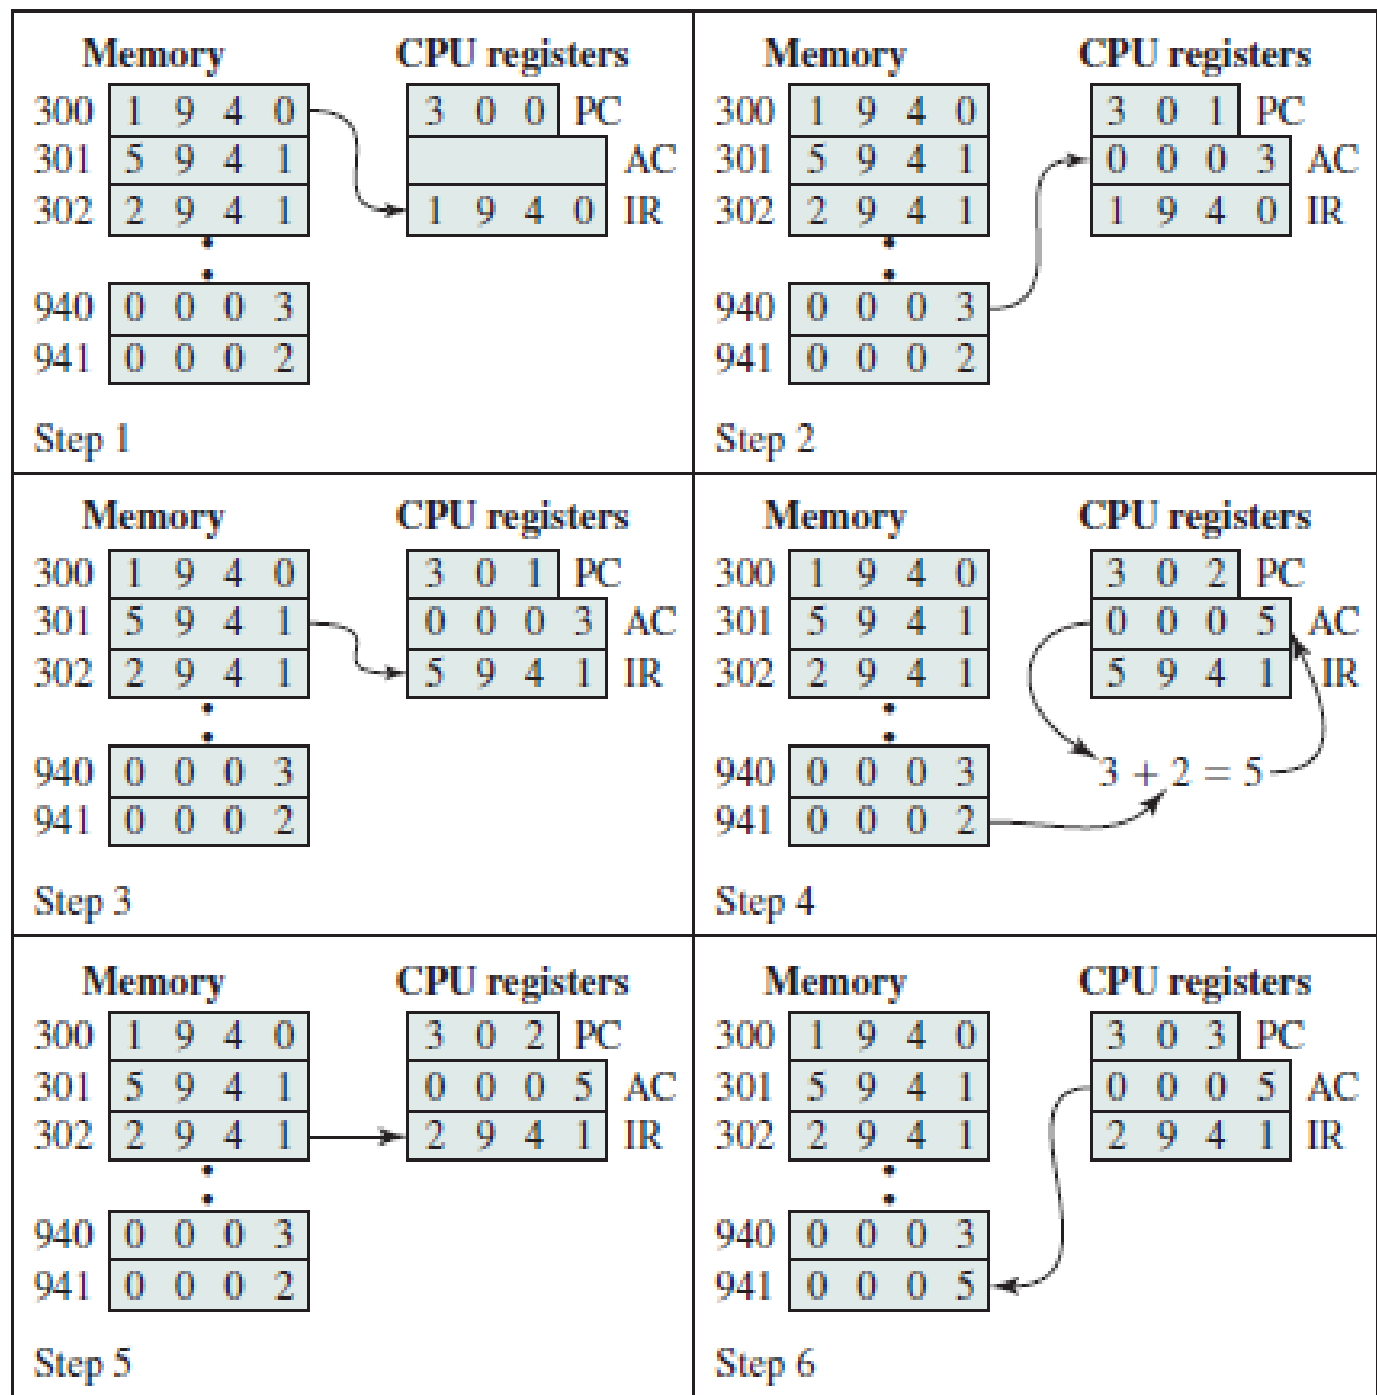 Memory CPU registers
300 1 9 4 0 3 0 0 PC
301 5 9 4 1 AC
302 2 9 4 1 1 9 4 0 IR
940 0 0 0 3
941 0 0 0 2
Step 1
Memory CPU registers
300 1 9 4 0 3 0 1 PC
301 5 9 4 1 0 0 0 3 AC
302 2 9 4 1 1 9 4 0 IR
940 0 0 0 3
941 0 0 0 2
Step 2
Memory CPU registers
300 1 9 4 0 3 0 1 PC
301 5 9 4 1 0 0 0 3 AC
302 2 9 4 1 5 9 4 1 IR
940 0 0 0 3
941 0 0 0 2
Step 3
Memory CPU registers
300 1 9 4 0 3 0 2 PC
301 5 9 4 1 0 0 0 5 AC
302 2 9 4 1 5 9 4 1 IR
940 0 0 0 3 3 + 2 = 5
941 0 0 0 2
Step 4
Memory CPU registers
300 1 9 4 0 3 0 2 PC
301 5 9 4 1 0 0 0 5 AC
302 2 9 4 1 2 9 4 1 IR
940 0 0 0 3
941 0 0 0 2
Step 5
Memory CPU registers
300 1 9 4 0 3 0 3 PC
301 5 9 4 1 0 0 0 5 AC
302 2 9 4 1 2 9 4 1 IR
940 0 0 0 3
941 0 0 0 5
Step 6